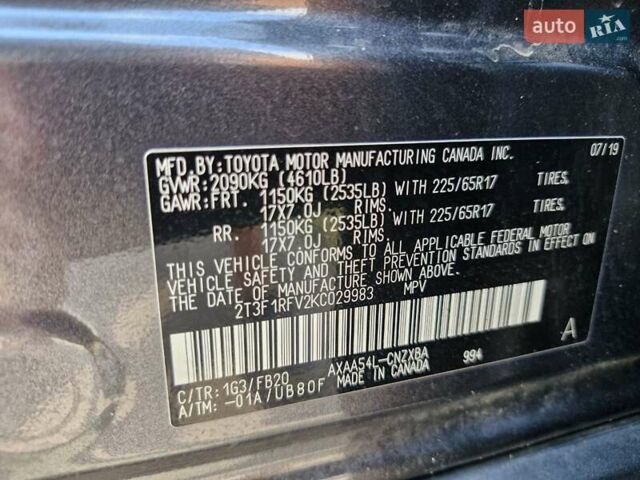 auto RIA
MFD.BY:TOYOTA MOTOR MANUFACTURING CANADA INC. 07/19
GVWR:2090KG (4610LB)
GAWR:FRT. 1150KG (2535LB) WITH 225/65R17 TIRES.
17X7.0J RIMS.
RR. 1150KG (2535LB) WITH 225/65R17 TIRES.
17X7.0J RIMS.
THIS VEHICLE CONFORMS TO ALL APPLICABLE FEDERAL MOTOR
VEHICLE SAFETY AND THEFT PREVENTION STANDARDS IN EFFECT ON
THE DATE OF MANUFACTURE SHOWN ABOVE.
2T3F1RFV2KC029983 MPV
A
C/TR: 1G3/FB20 AXAA54L-CNZXBA 994
A/TM: -01A/UB80F MADE IN CANADA